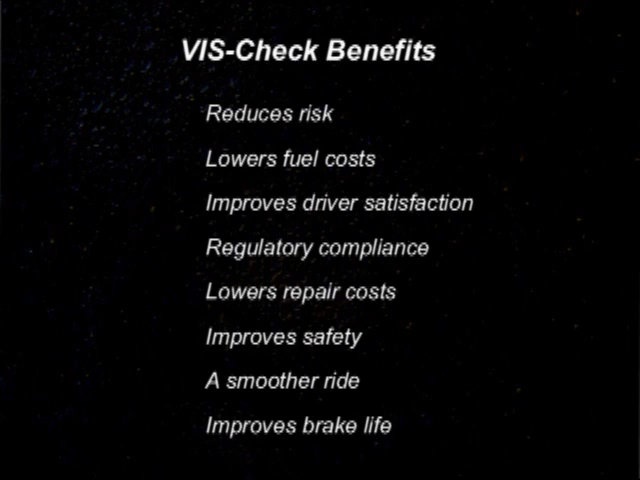 VIS-Check Benefits
Reduces risk
Lowers fuel costs
Improves driver satisfaction
Regulatory compliance
Lowers repair costs
Improves safety
A smoother ride
Improves brake life